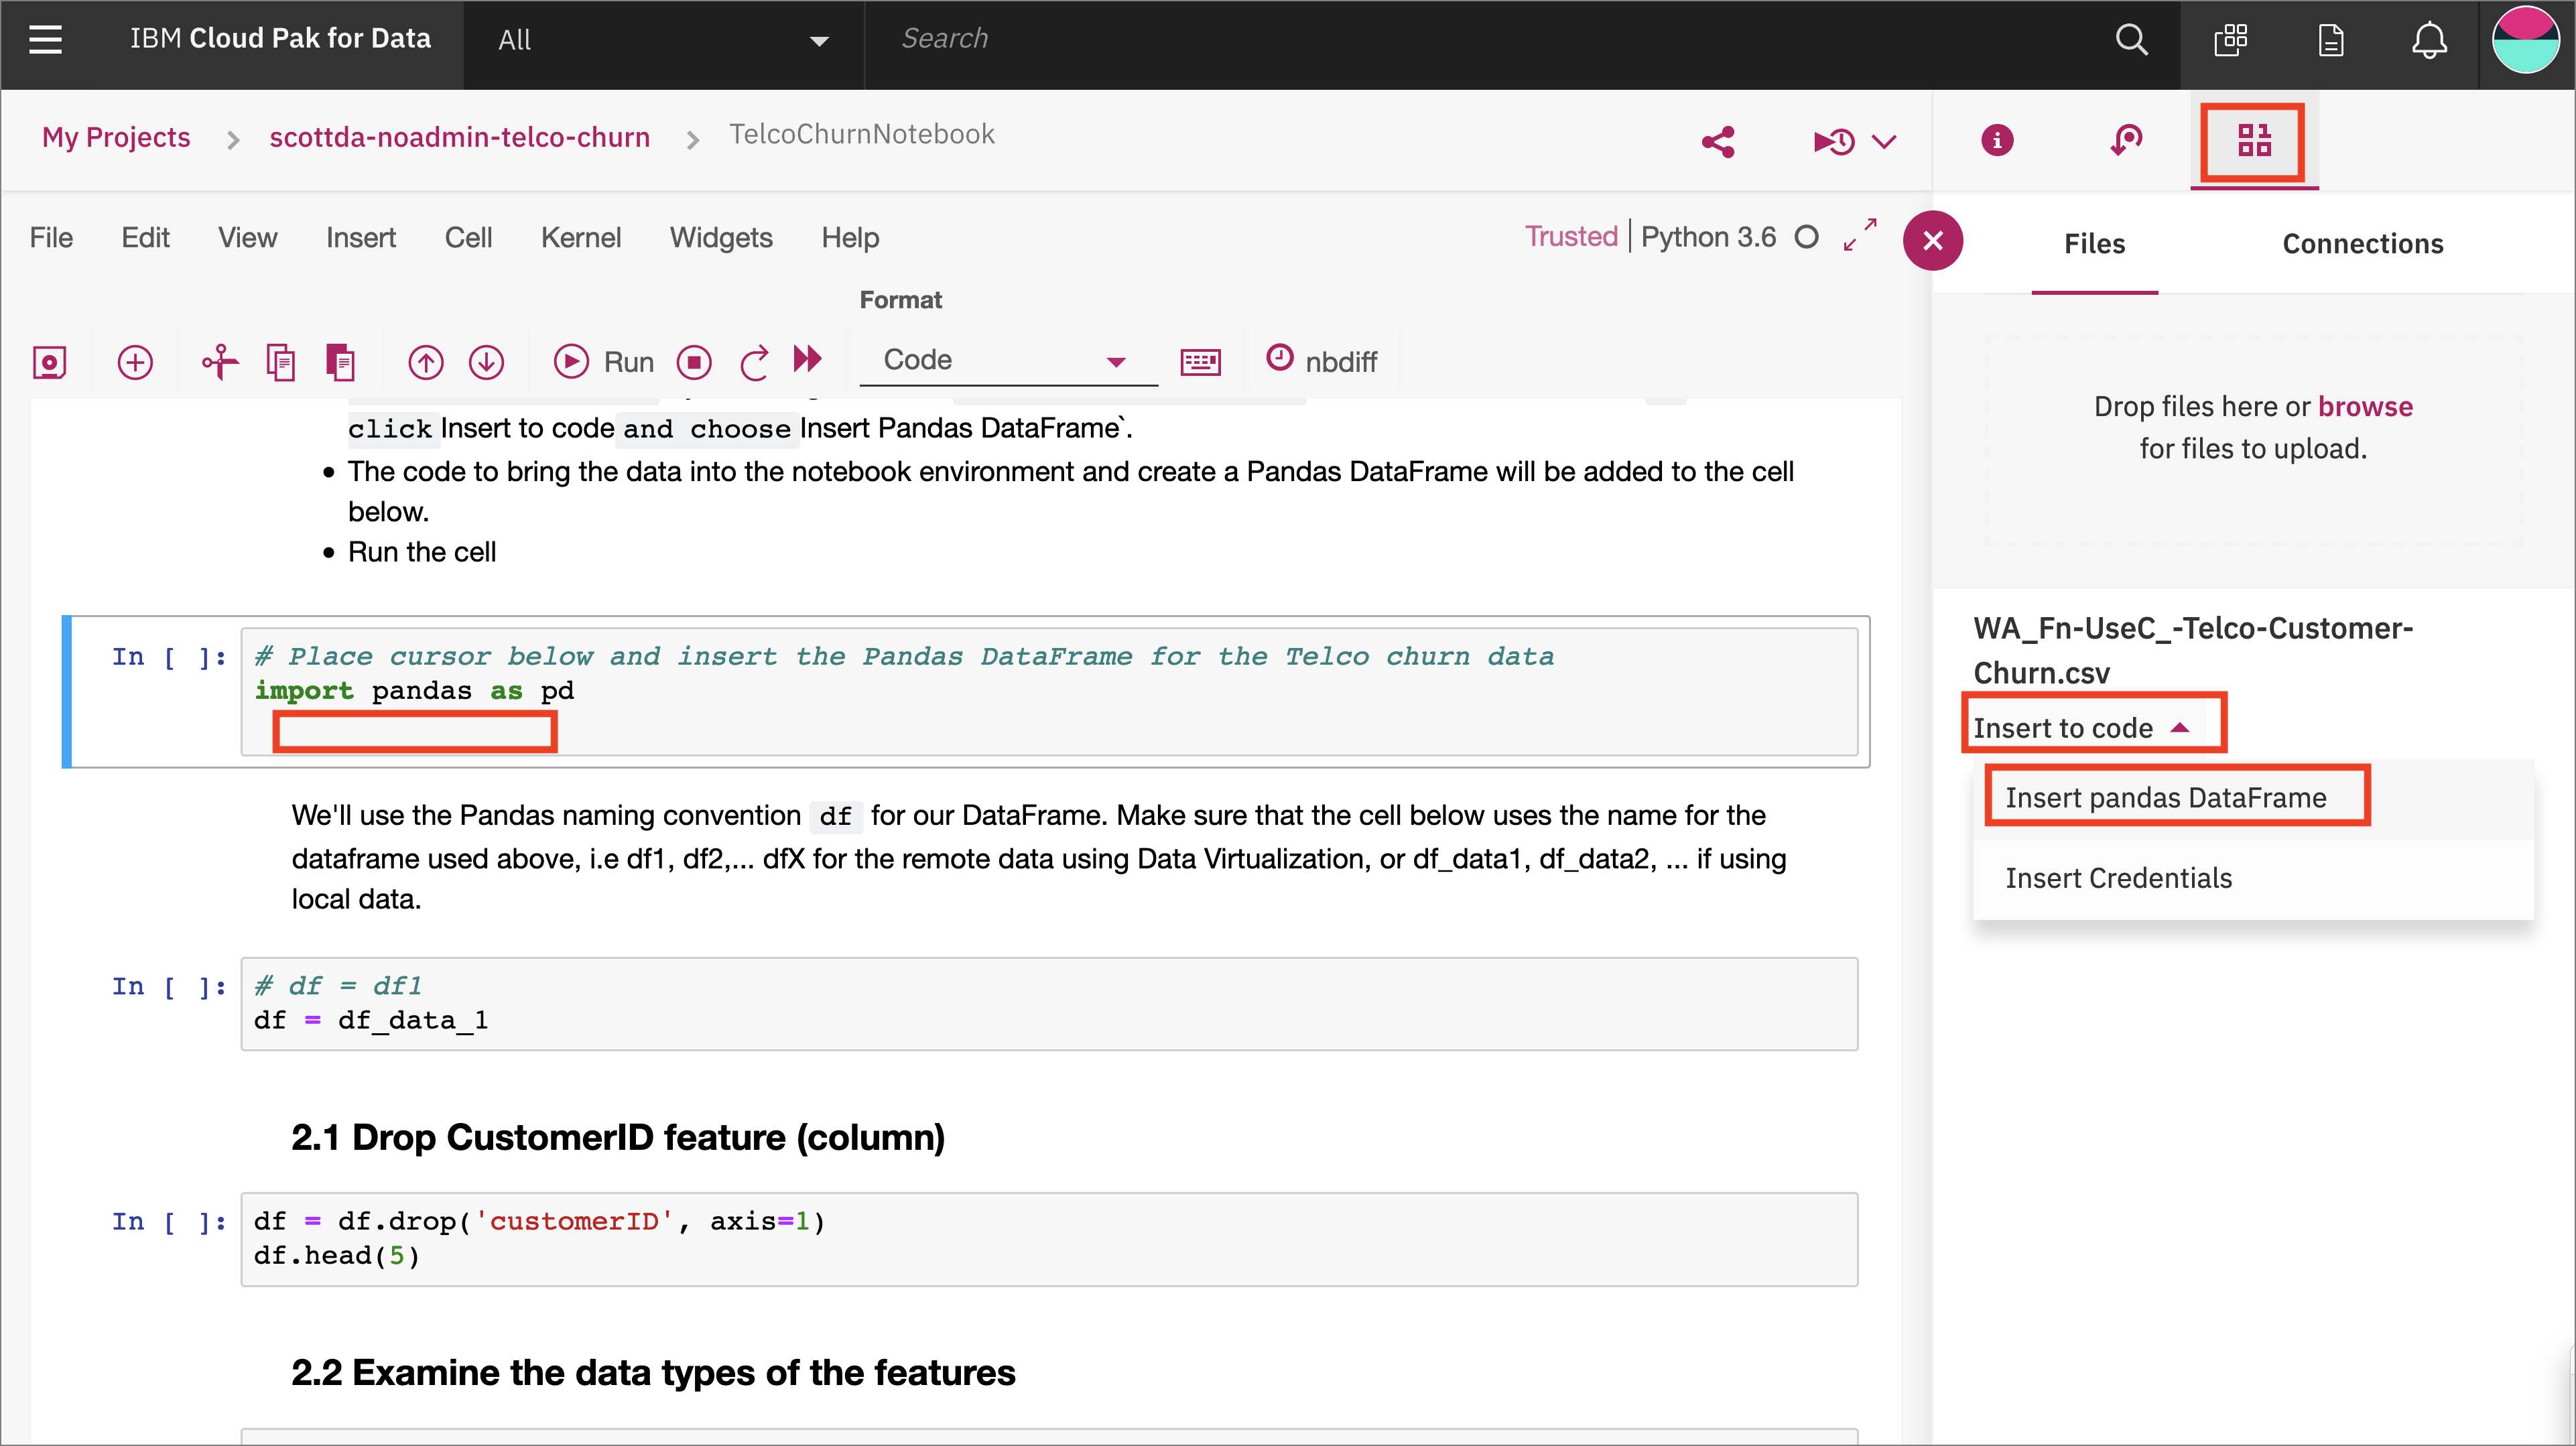 IBM Cloud Pak for Data
All
Search
My Projects > scottda-noadmin-telco-churn > TelcoChurnNotebook
File Edit View Insert Cell Kernel Widgets Help
Trusted | Python 3.6
Files Connections
Format
Run
Code
nbdiff
Drop files here or browse
for files to upload.
click Insert to code and choose Insert Pandas DataFrame`.
• The code to bring the data into the notebook environment and create a Pandas DataFrame will be added to the cell
below.
• Run the cell
In [ ]: # Place cursor below and insert the Pandas DataFrame for the Telco churn data
import pandas as pd
We'll use the Pandas naming convention df for our DataFrame. Make sure that the cell below uses the name for the
dataframe used above, i.e df1, df2,... dfX for the remote data using Data Virtualization, or df_data1, df_data2, ... if using
local data.
In [ ]: # df = df1
df = df_data_1
2.1 Drop CustomerID feature (column)
In [ ]: df = df.drop('customerID', axis=1)
df.head(5)
2.2 Examine the data types of the features
WA_Fn-UseC_-Telco-Customer-
Churn.csv
Insert to code
Insert pandas DataFrame
Insert Credentials